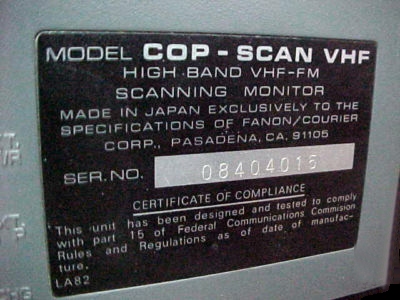 MODEL COP - SCAN VHF
HIGH BAND VHF-FM
SCANNING MONITOR
MADE IN JAPAN EXCLUSIVELY TO THE
SPECIFICATIONS OF FANON/COURIER
CORP., PASADENA, CA. 91105
SER. NO. 08404015
CERTIFICATE OF COMPLIANCE
This unit has been designed and tested to comply
with part 15 of Federal Communications Commision
Rules and Regulations as of date of manufac-
ture.
LA82